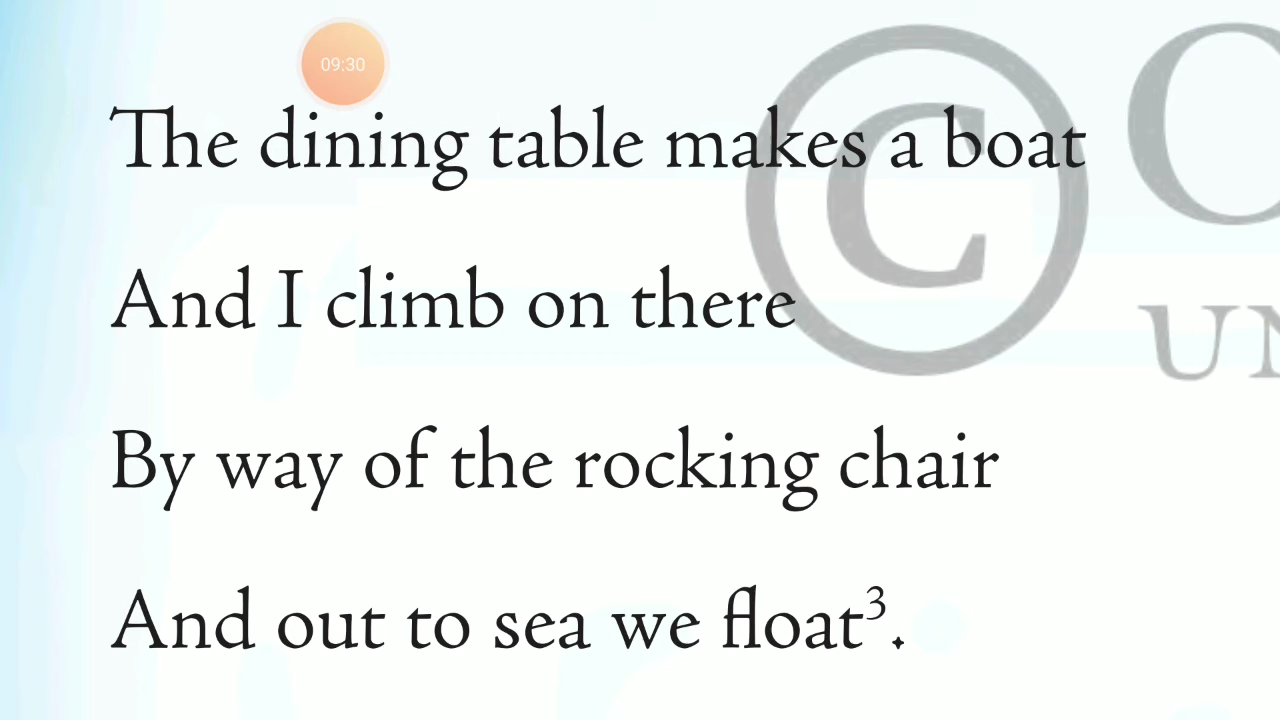 09:30
The dining table makes a boat
And I climb on there
By way of the rocking chair
And out to sea we float³.
©